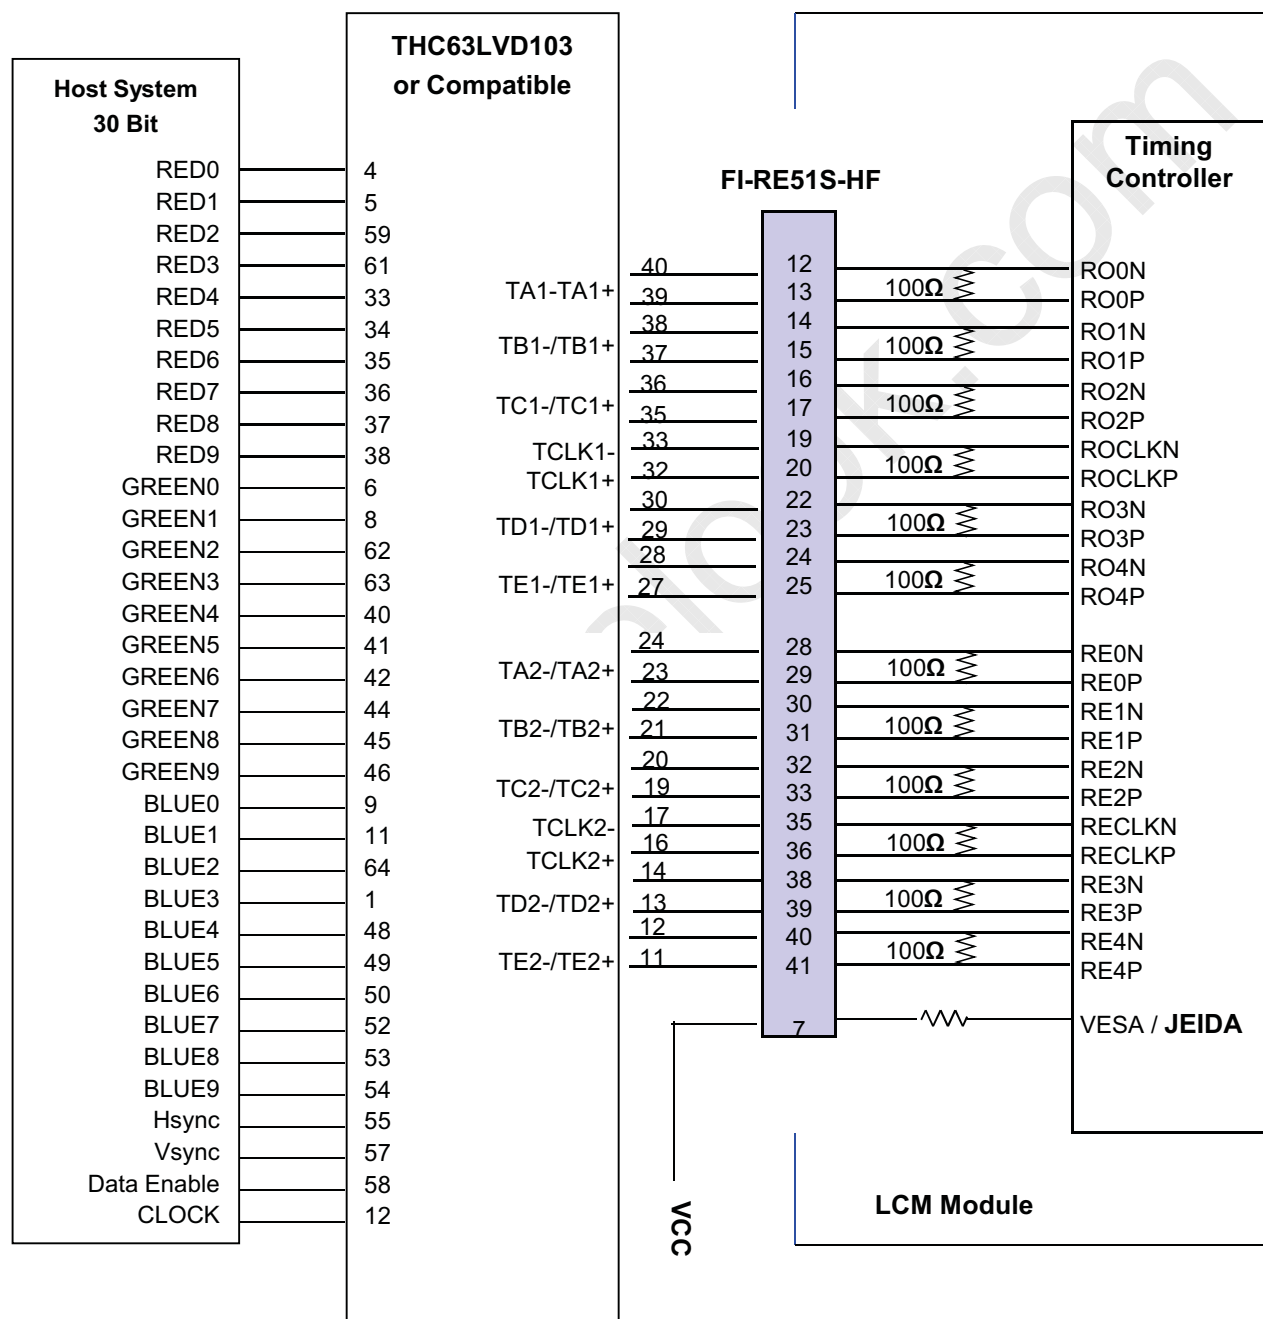 THC63LVD103
or Compatible
Host System
30 Bit
RED0 4
RED1 5
RED2 59
RED3 61
RED4 33
RED5 34
RED6 35
RED7 36
RED8 37
RED9 38
GREEN0 6
GREEN1 8
GREEN2 62
GREEN3 63
GREEN4 40
GREEN5 41
GREEN6 42
GREEN7 44
GREEN8 45
GREEN9 46
BLUE0 9
BLUE1 11
BLUE2 64
BLUE3 1
BLUE4 48
BLUE5 49
BLUE6 50
BLUE7 52
BLUE8 53
BLUE9 54
Hsync 55
Vsync 57
Data Enable 58
CLOCK 12
TA1-TA1+
40
39
TB1-/TB1+
38
37
TC1-/TC1+
36
35
TCLK1-
33
TCLK1+
32
TD1-/TD1+
30
29
TE1-/TE1+
28
27
TA2-/TA2+
24
23
TB2-/TB2+
22
21
TC2-/TC2+
20
19
TCLK2-
17
TCLK2+
16
TD2-/TD2+
14
13
TE2-/TE2+
12
11
VCC
FI-RE51S-HF
12
13
14
15
16
17
19
20
22
23
24
25
28
29
30
31
32
33
35
36
38
39
40
41
7
100Ω
100Ω
100Ω
100Ω
100Ω
100Ω
100Ω
100Ω
100Ω
100Ω
100Ω
100Ω
Timing
Controller
RO0N
RO0P
RO1N
RO1P
RO2N
RO2P
ROCLKN
ROCLKP
RO3N
RO3P
RO4N
RO4P
RE0N
RE0P
RE1N
RE1P
RE2N
RE2P
RECLKN
RECLKP
RE3N
RE3P
RE4N
RE4P
VESA / JEIDA
LCM Module